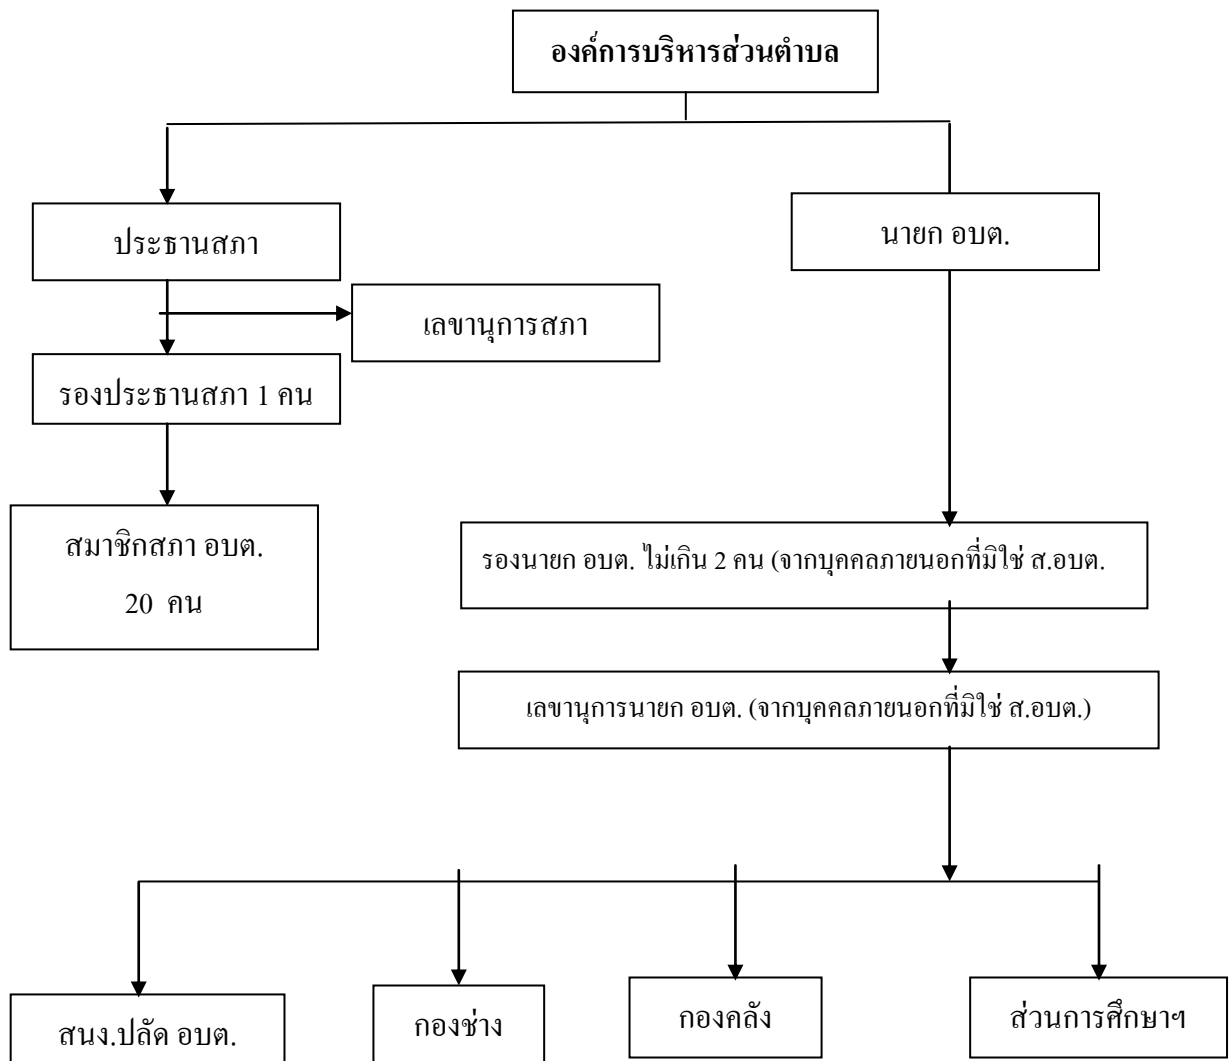 องค์การบริหารส่วนตำบล
ประธานสภา
นายก อบต.
เลขานุการสภา
รองประธานสภา 1 คน
สมาชิกสภา อบต.
20 คน
รองนายก อบต. ไม่เกิน 2 คน (จากบุคคลภายนอกที่มิใช่ ส.อบต.
เลขานุการนายก อบต. (จากบุคคลภายนอกที่มิใช่ ส.อบต.)
สนง.ปลัด อบต.
กองช่าง
กองคลัง
ส่วนการศึกษาฯ